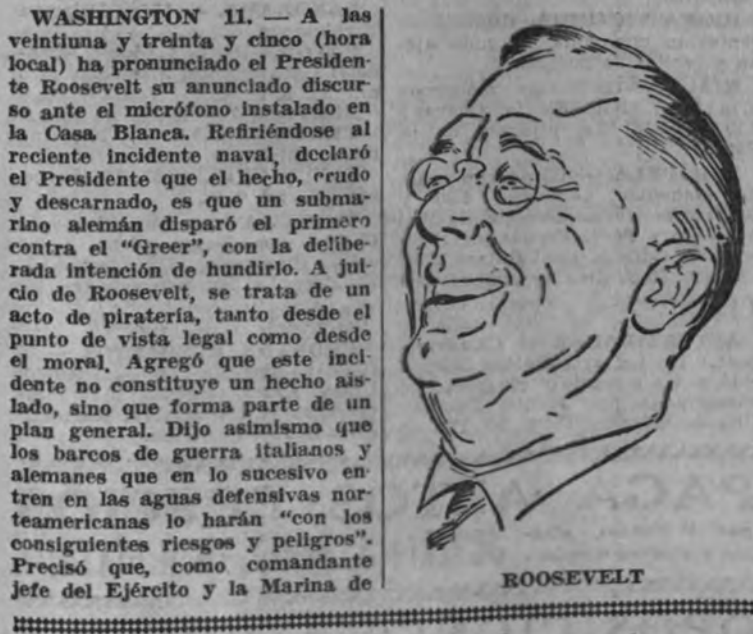 WASHINGTON 11. — A las
veintiuna y treinta y cinco (hora
local) ha pronunciado el Presiden-
te Roosevelt su anunciado discur-
so ante el micrófono instalado en
la Casa Blanca. Refiriéndose al
reciente incidente naval, declaró
el Presidente que el hecho, crudo
y descarnado, es que un subma-
rino alemán disparó el primero
contra el "Greer", con la delibe-
rada intención de hundirlo. A jui-
cio de Roosevelt, se trata de un
acto de piratería, tanto desde el
punto de vista legal como desde
el moral. Agregó que este inci-
dente no constituye un hecho ais-
lado, sino que forma parte de un
plan general. Dijo asimismo que
los barcos de guerra italianos y
alemanes que en lo sucesivo en-
tren en las aguas defensivas nor-
teamericanas lo harán "con los
consiguientes riesgos y peligros".
Precisó que, como comandante
jefe del Ejército y la Marina de
ROOSEVELT